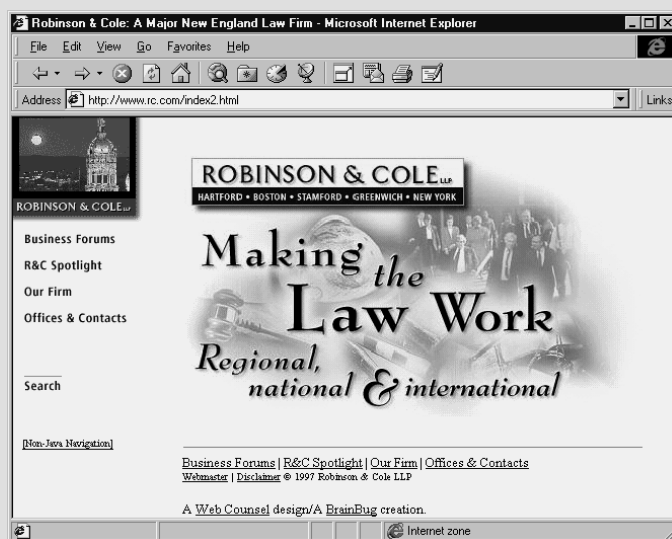 Robinson & Cole: A Major New England Law Firm - Microsoft Internet Explorer
File Edit View Go Favorites Help
Address http://www.rc.com/index2.html Links
ROBINSON & COLE LLP
Business Forums
R&C Spotlight
Our Firm
Offices & Contacts
Search
[Non-Java Navigation]
ROBINSON & COLE LLP
HARTFORD • BOSTON • STAMFORD • GREENWICH • NEW YORK
Making
the
Law Work
Regional,
national & international
Business Forums | R&C Spotlight | Our Firm | Offices & Contacts
Webmaster | Disclaimer © 1997 Robinson & Cole LLP
A Web Counsel design/A BrainBug creation.
Internet zone